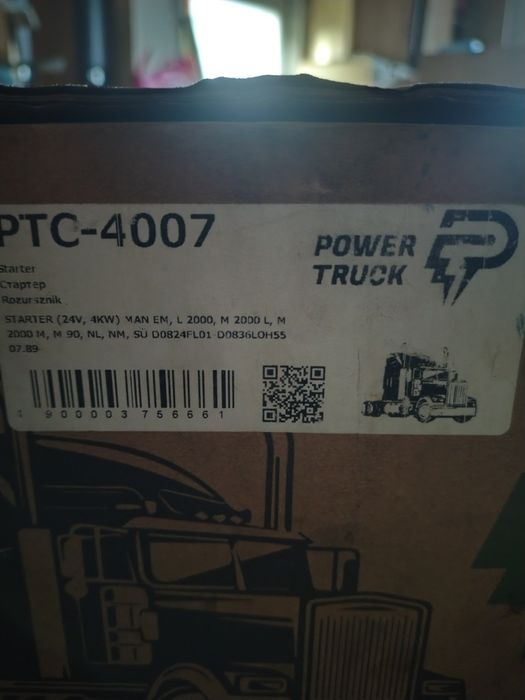 PTC-4007
POWER TRUCK
Starter
Стартер
Rozursznik
STARTER (24V, 4KW) MAN EM, L 2000, M 2000 L, M
2000 M, M 90, NL, NM, SÜ D0824FL01-D0836LOH55
07.89-
1 900003 756661